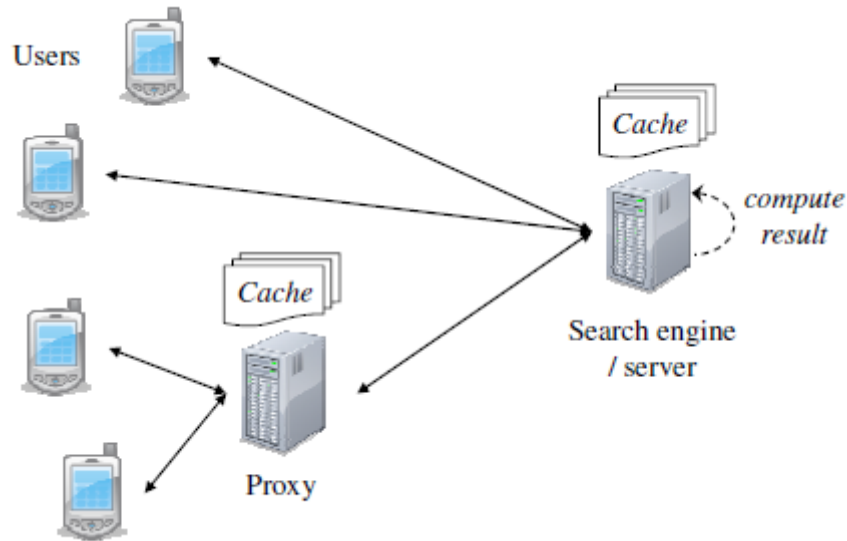 Users
Cache
compute
result
Cache
Search engine
/ server
Proxy